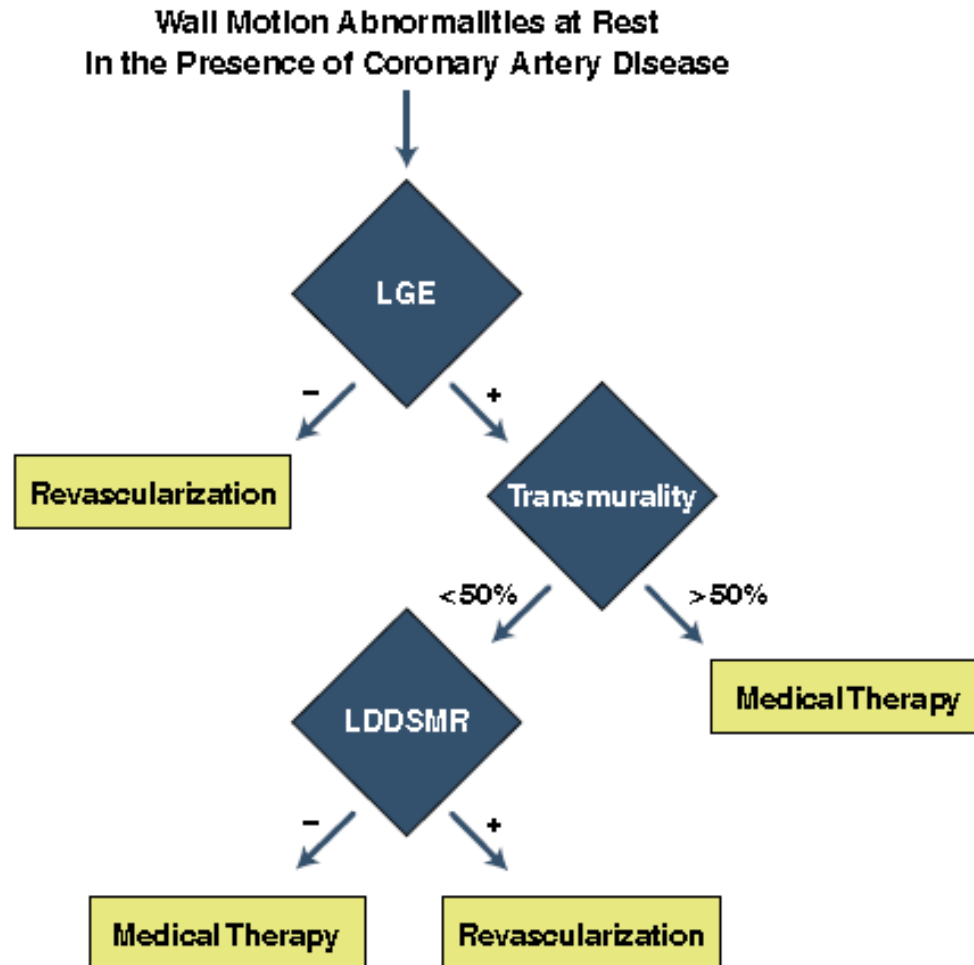 Wall Motion Abnormalities at Rest
In the Presence of Coronary Artery Disease
LGE
–
+
Revascularization
Transmurality
<50%
>50%
LDDSMR
Medical Therapy
–
+
Medical Therapy
Revascularization